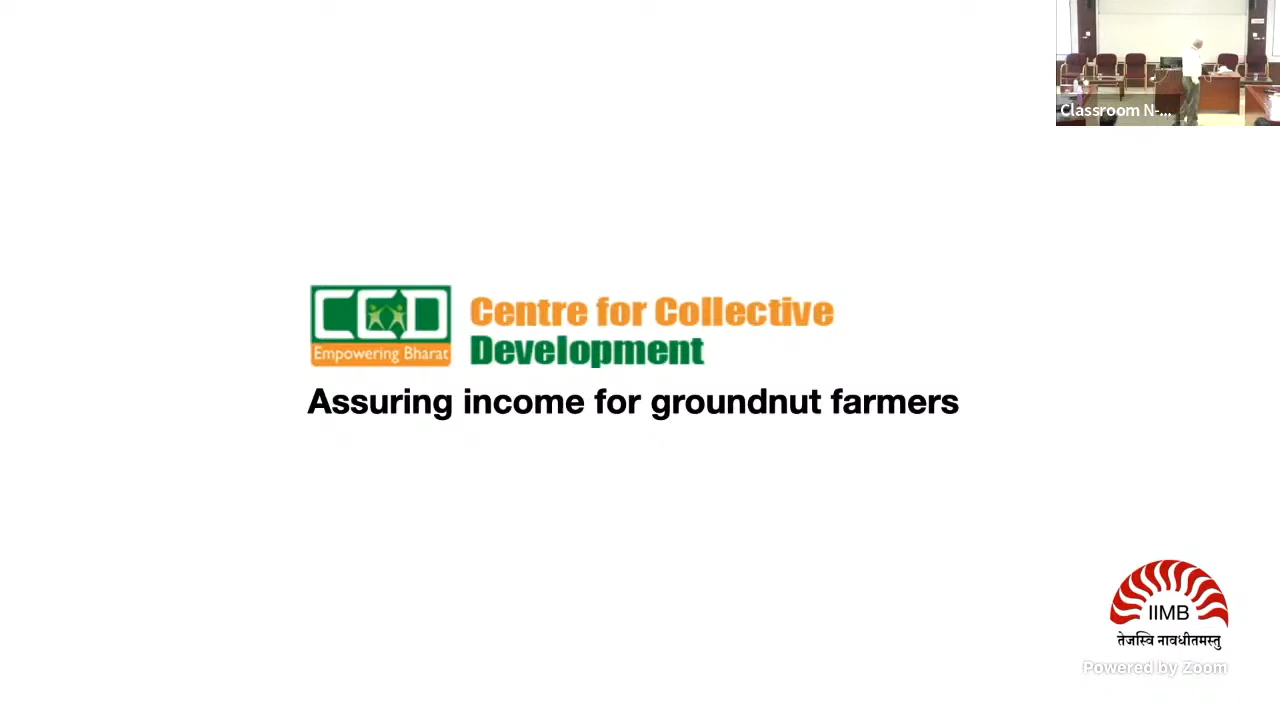 Classroom N-...
CCD
Empowering Bharat
Centre for Collective
Development
Assuring income for groundnut farmers
IIMB
तेजस्वि नावधीतमस्तु
Powered by Zoom